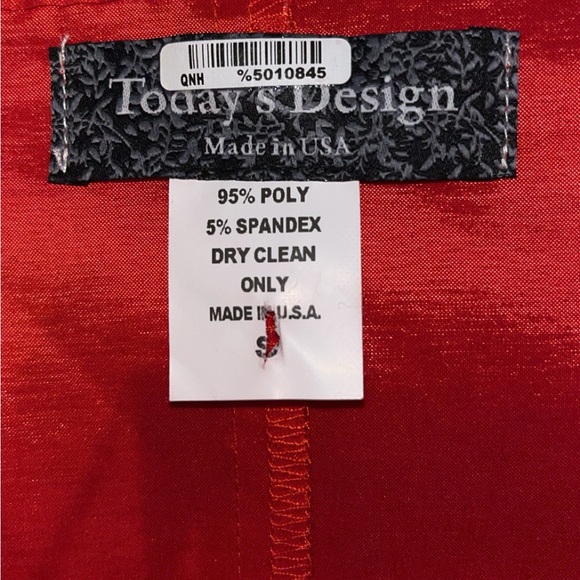 QNH %5010845
Today's Design
Made in USA
95% POLY
5% SPANDEX
DRY CLEAN
ONLY
MADE IN U.S.A.
S